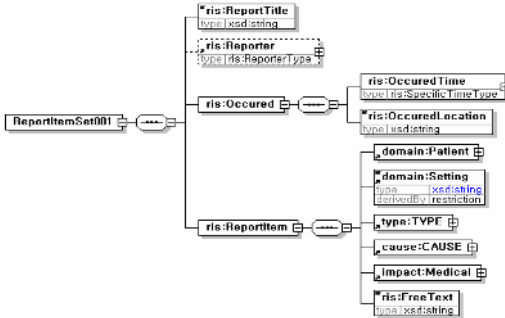 ris:ReportTitle
type xsd:string
ris:Reporter
type ris:ReporterType
ris:Occured
ris:OccuredTime
type ris:SpecificTimeType
ris:OccuredLocation
type xsd:string
ReportItemSet001
domain:Patient
domain:Setting
type xsd:string
derivedBy restriction
ris:ReportItem
type:TYPE
cause:CAUSE
impact:Medical
ris:FreeText
type xsd:string